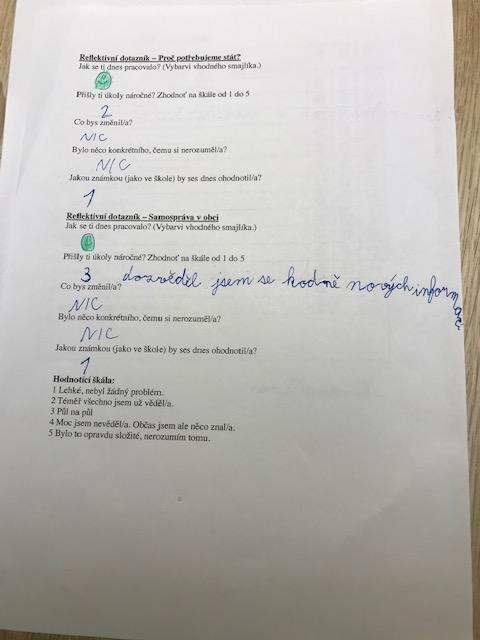 Reflektivní dotazník – Proč potřebujeme stát?
Jak se ti dnes pracovalo? (Vybarvi vhodného smajlíka.)
Přišly ti úkoly náročné? Zhodnoť na škále od 1 do 5
2
Co bys změnil/a?
NIC
Bylo něco konkrétního, čemu si nerozuměl/a?
NIC
Jakou známkou (jako ve škole) by ses dnes ohodnotil/a?
1
Reflektivní dotazník – Samospráva v obci
Jak se ti dnes pracovalo? (Vybarvi vhodného smajlíka.)
Přišly ti úkoly náročné? Zhodnoť na škále od 1 do 5
3 dozvěděl jsem se hodně nových informac
Co bys změnil/a?
NIC
Bylo něco konkrétního, čemu si nerozuměl/a?
NIC
Jakou známkou (jako ve škole) by ses dnes ohodnotil/a?
1
Hodnotící škála:
1 Lehké, nebyl žádný problém.
2 Téměř všechno jsem už věděl/a.
3 Půl na půl
4 Moc jsem nevěděl/a. Občas jsem ale něco znal/a.
5 Bylo to opravdu složité, nerozumím tomu.